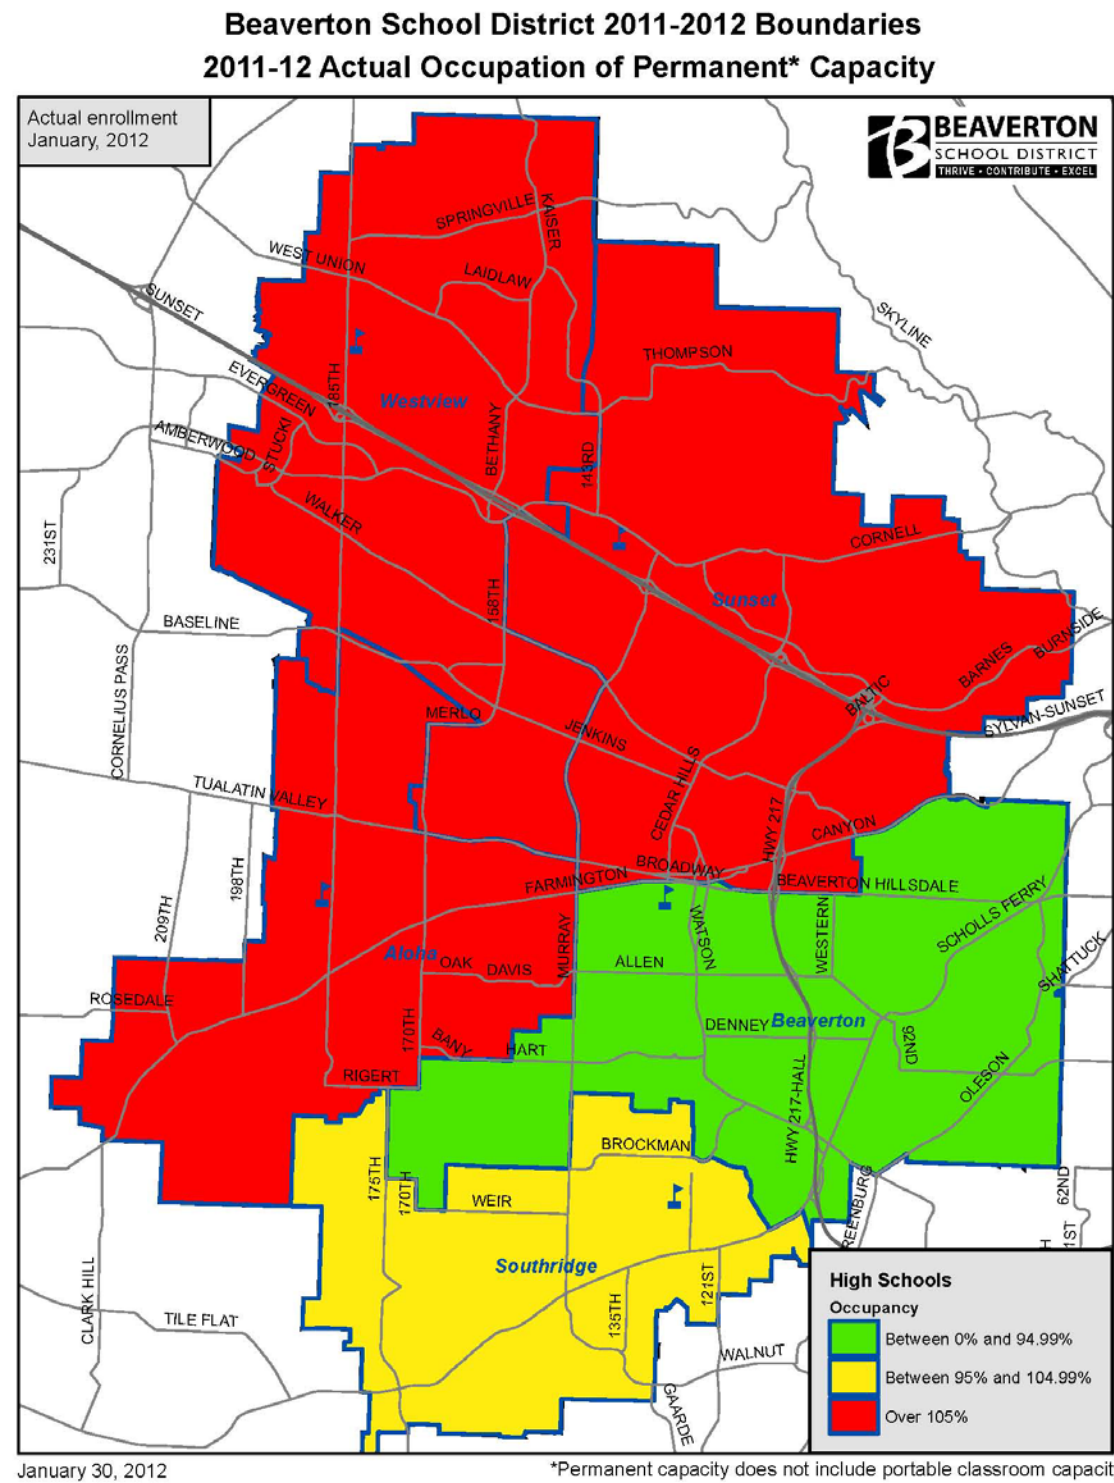 Beaverton School District 2011-2012 Boundaries
2011-12 Actual Occupation of Permanent* Capacity
Actual enrollment
January, 2012
BEAVERTON
SCHOOL DISTRICT
THRIVE • CONTRIBUTE • EXCEL
SPRINGVILLE
KAISER
WEST UNION
LAIDLAW
SUNSET
SKYLINE
THOMPSON
EVERGREEN
185TH
Westview
AMBERWOOD
STUCKI
BETHANY
143RD
WALKER
231ST
CORNELL
158TH
Sunset
BASELINE
BURNSIDE
BARNES
CORNELIUS PASS
BALTIC
MERLO
SYLVAN-SUNSET
JENKINS
TUALATIN VALLEY
CEDAR HILLS
HWY 217
CANYON
198TH
BROADWAY
FARMINGTON
BEAVERTON HILLSDALE
209TH
WATSON
WESTERN
SCHOLLS FERRY
MURRAY
Aloha
OAK
DAVIS
ALLEN
SHATTUCK
ROSEDALE
170TH
BANY
HART
DENNEY
Beaverton
92ND
RIGERT
OLESON
HWY 217-HALL
BROCKMAN
175TH
170TH
WEIR
REENBURG
62ND
1ST
H
Southridge
121ST
135TH
CLARK HILL
TILE FLAT
WALNUT
GAARDE
High Schools
Occupancy
Between 0% and 94.99%
Between 95% and 104.99%
Over 105%
January 30, 2012
*Permanent capacity does not include portable classroom capacit